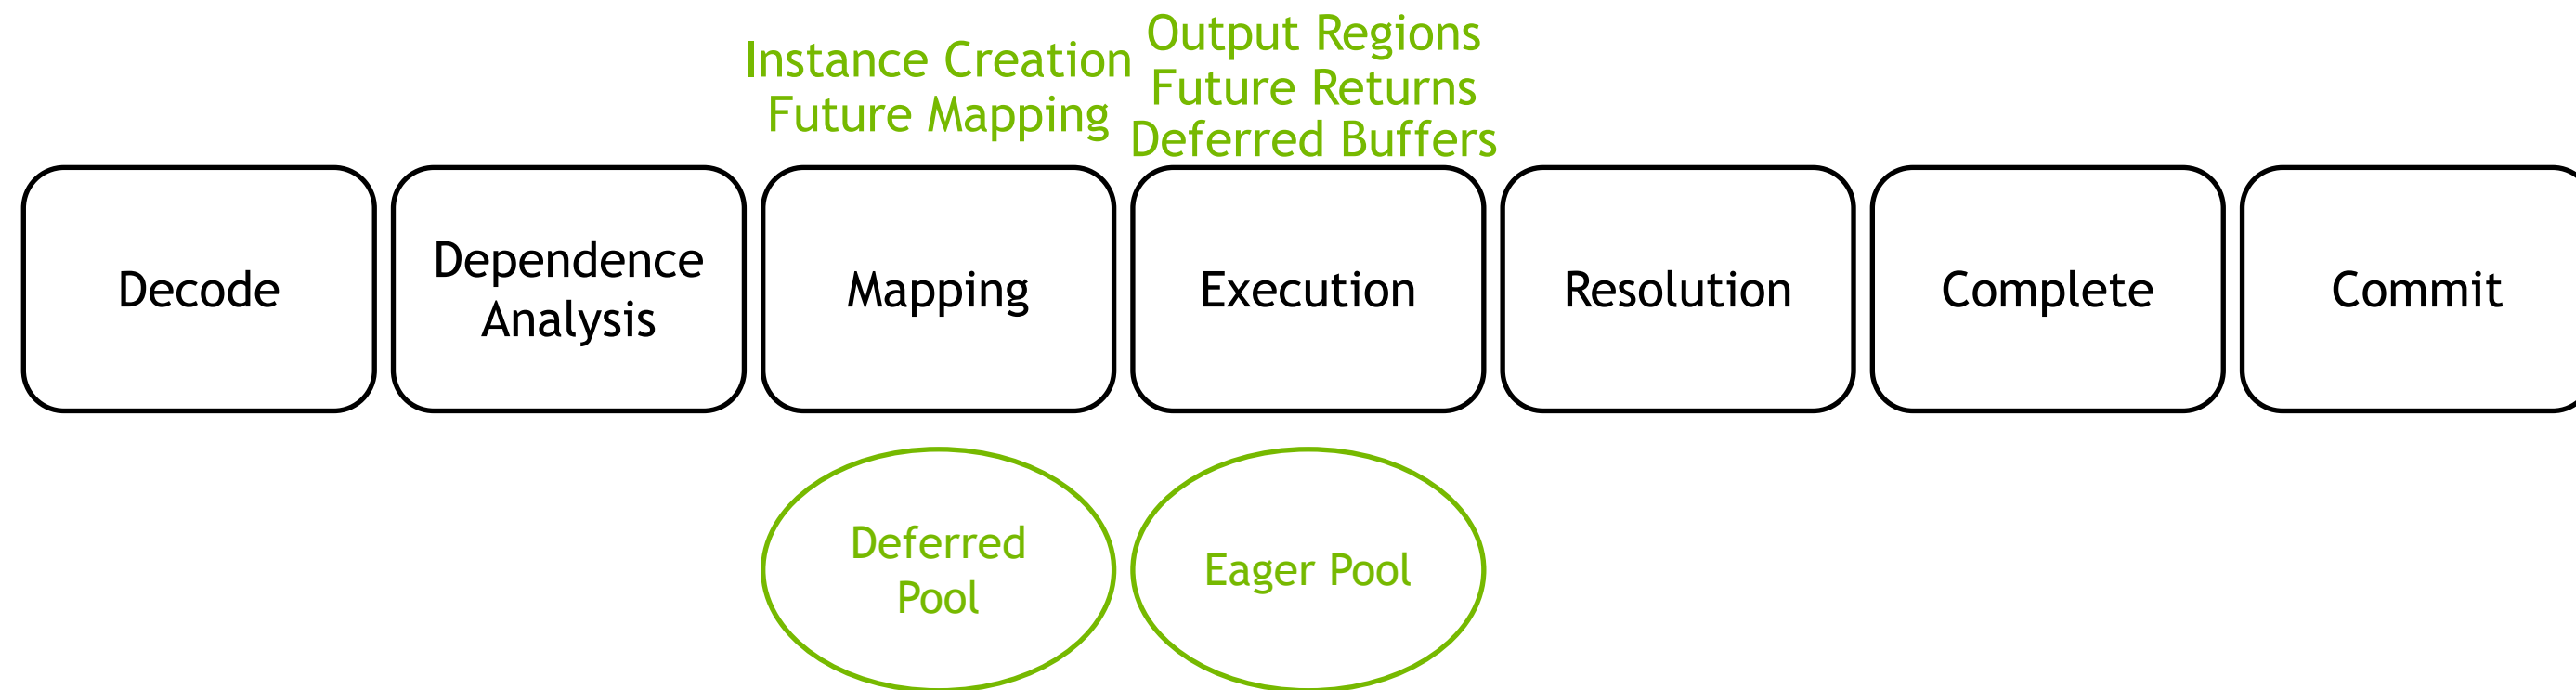 Instance Creation
Future Mapping
Output Regions
Future Returns
Deferred Buffers
Decode
Dependence
Analysis
Mapping
Execution
Resolution
Complete
Commit
Deferred
Pool
Eager Pool